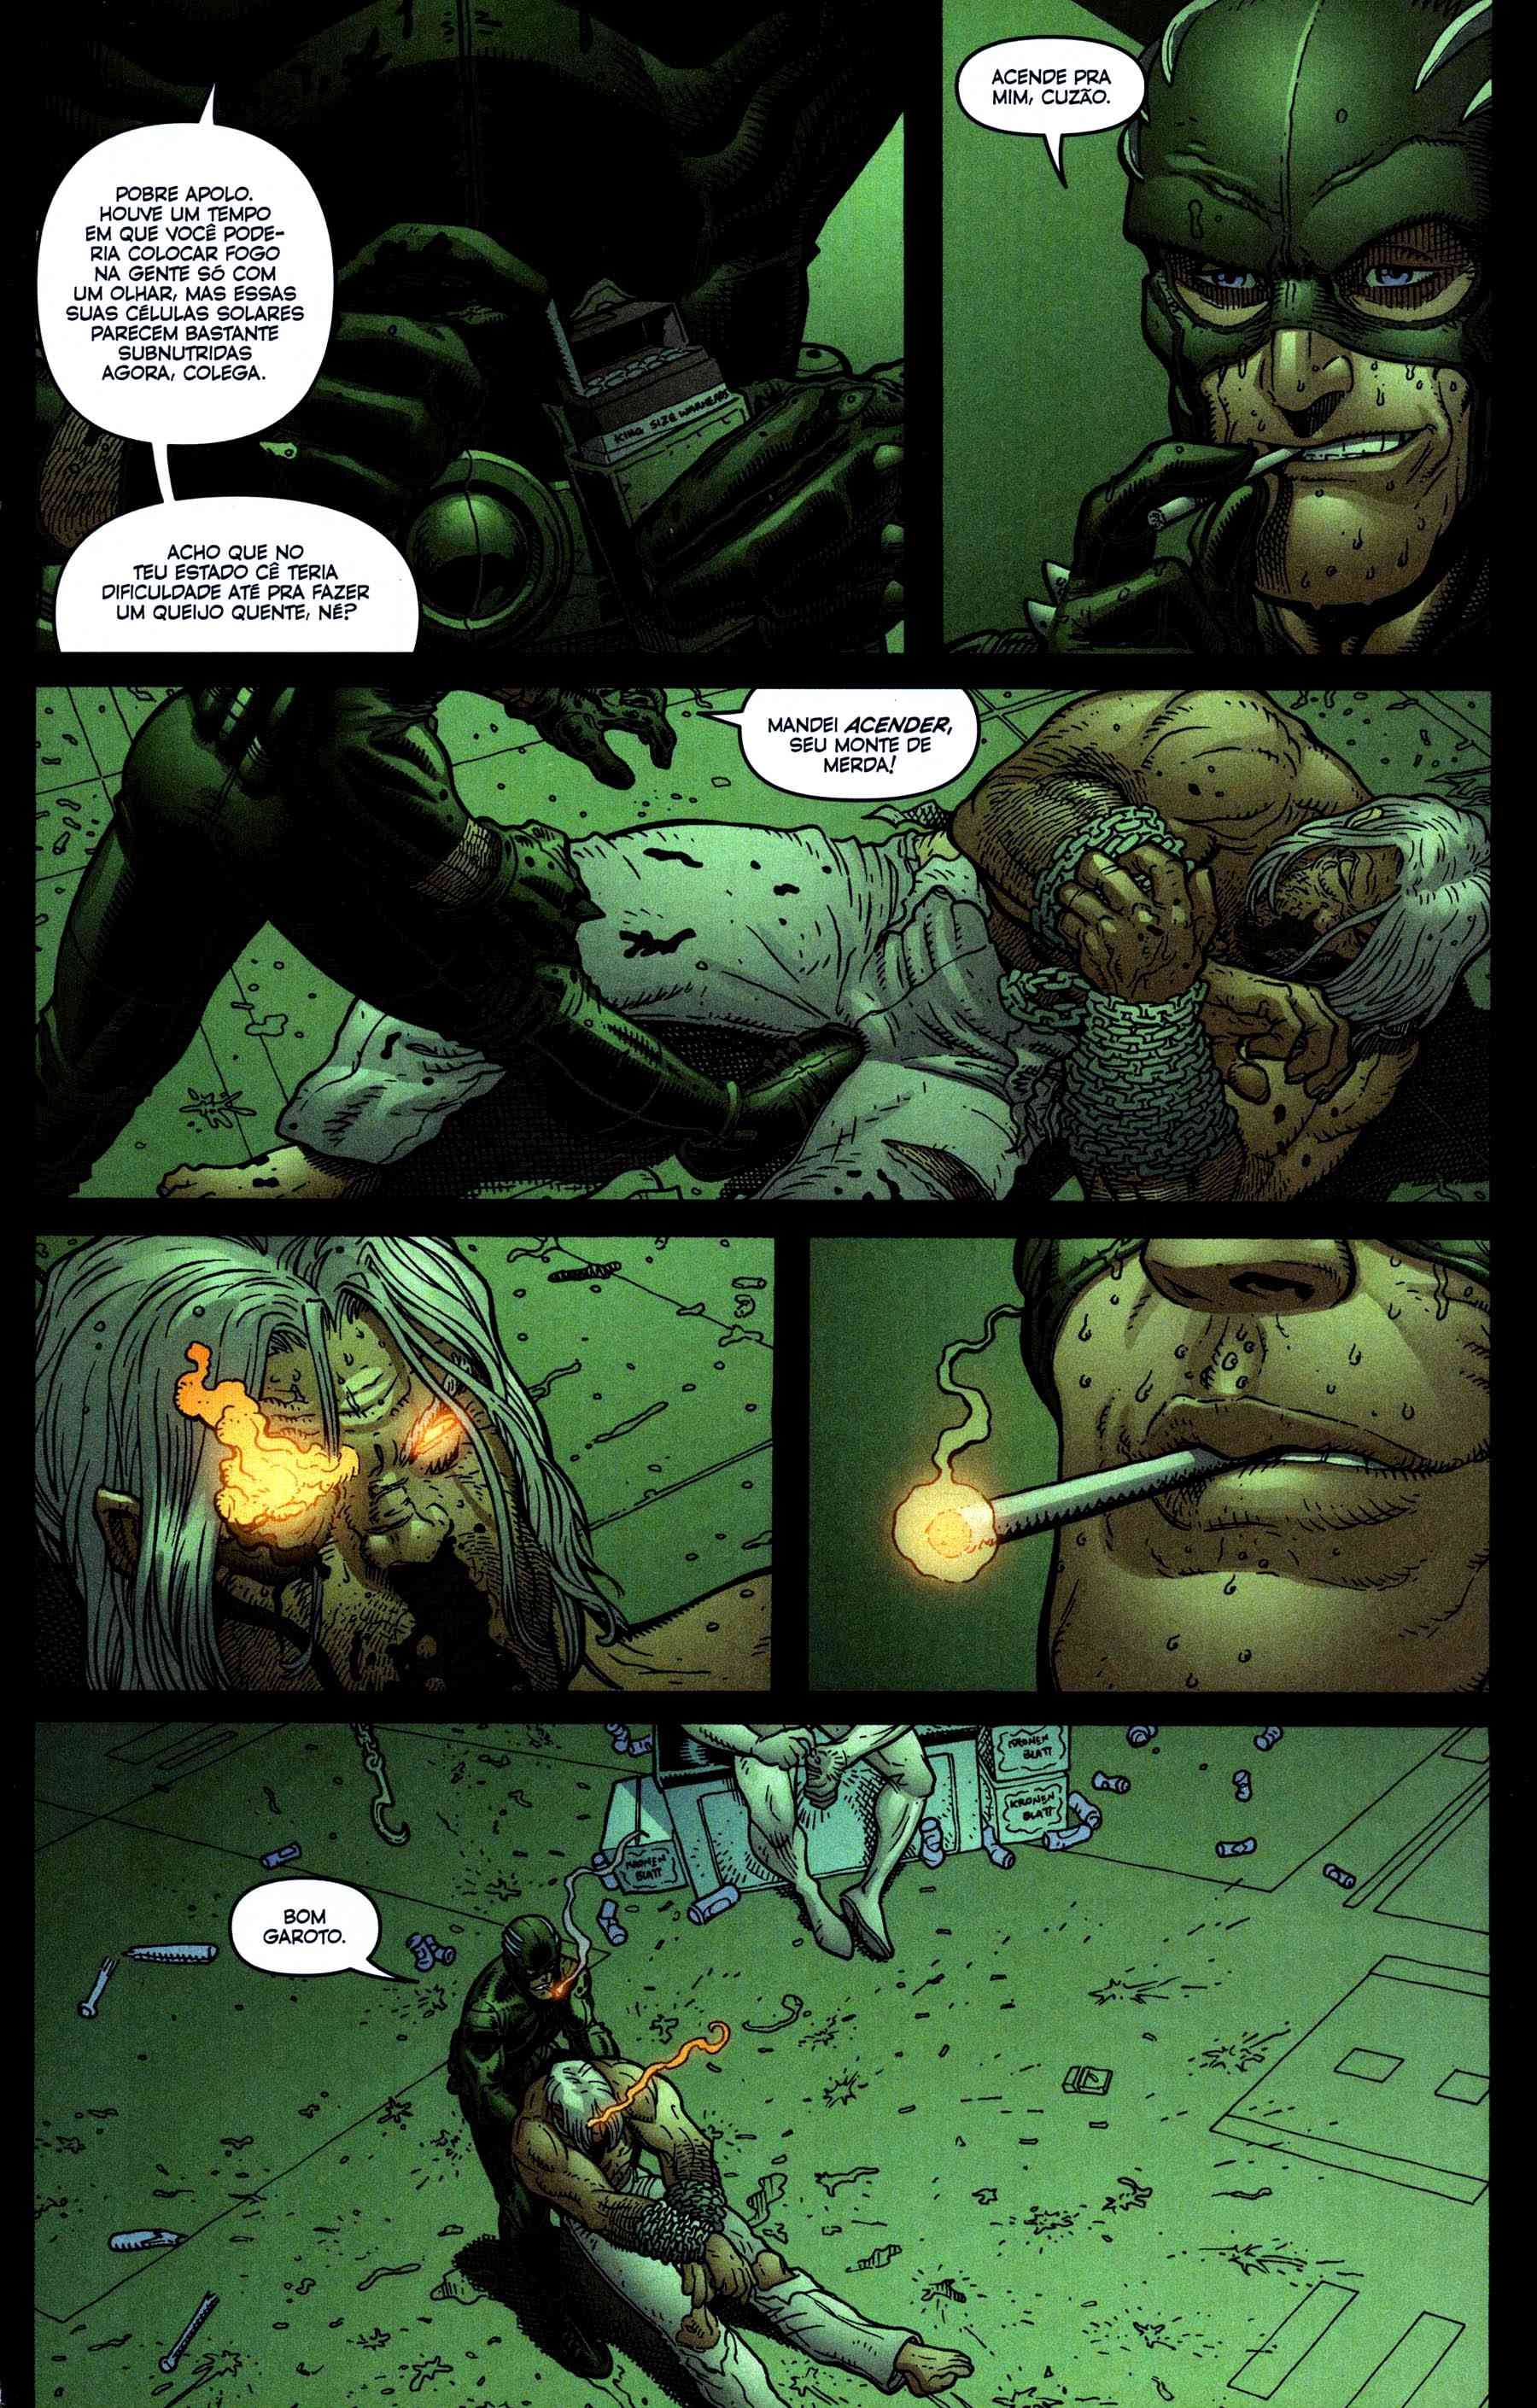 POBRE APOLO.
HOUVE UM TEMPO
EM QUE VOCÊ PODE-
RIA COLOCAR FOGO
NA GENTE SÓ COM
UM OLHAR, MAS ESSAS
SUAS CÉLULAS SOLARES
PARECEM BASTANTE
SUBNUTRIDAS
AGORA, COLEGA.
ACHO QUE NO
TEU ESTADO CÊ TERIA
DIFICULDADE ATÉ PRA FAZER
UM QUEIJO QUENTE, NÉ?
KING SIZE WARHEADS
ACENDE PRA
MIM, CUZÃO.
MANDEI ACENDER,
SEU MONTE DE
MERDA!
KRONEN
BLATT
KRONEN
BLATT
KRONEN
BLATT
BOM
GAROTO.